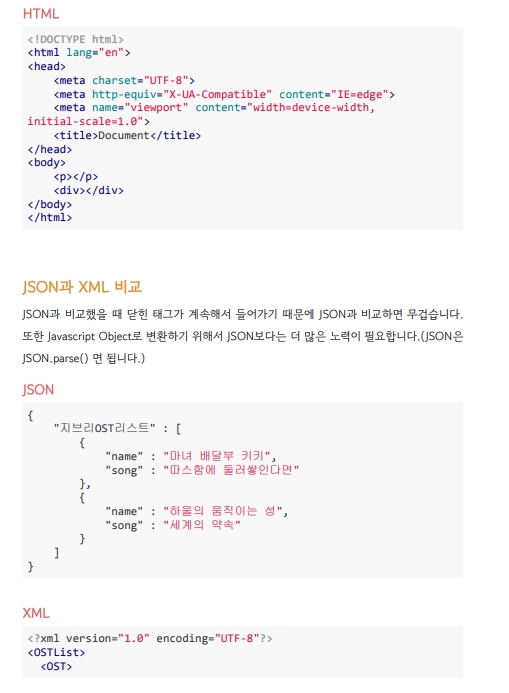 HTML
<!DOCTYPE html>
<html lang="en">
<head>
    <meta charset="UTF-8">
    <meta http-equiv="X-UA-Compatible" content="IE=edge">
    <meta name="viewport" content="width=device-width,
initial-scale=1.0">
    <title>Document</title>
</head>
<body>
    <p></p>
    <div></div>
</body>
</html>
JSON과 XML 비교
JSON과 비교했을 때 닫힌 태그가 계속해서 들어가기 때문에 JSON과 비교하면 무겁습니다.
또한 Javascript Object로 변환하기 위해서 JSON보다는 더 많은 노력이 필요합니다.(JSON은
JSON.parse() 면 됩니다.)
JSON
{
    "지브리OST리스트" : [
        {
            "name" : "마녀 배달부 키키",
            "song" : "따스함에 둘러쌓인다면"
        },
        {
            "name" : "하울의 움직이는 성",
            "song" : "세계의 약속"
        }
    ]
}
XML
<?xml version="1.0" encoding="UTF-8"?>
<OSTList>
  <OST>